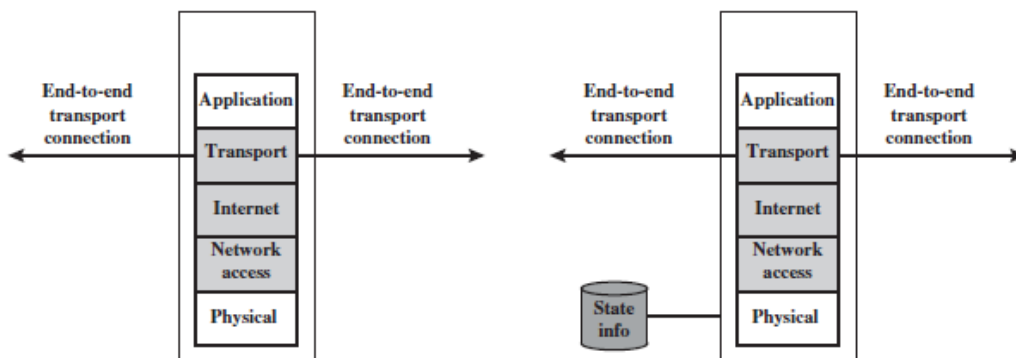 End-to-end
transport
connection
Application
Transport
Internet
Network
access
Physical
End-to-end
transport
connection
End-to-end
transport
connection
State
info
Application
Transport
Internet
Network
access
Physical
End-to-end
transport
connection